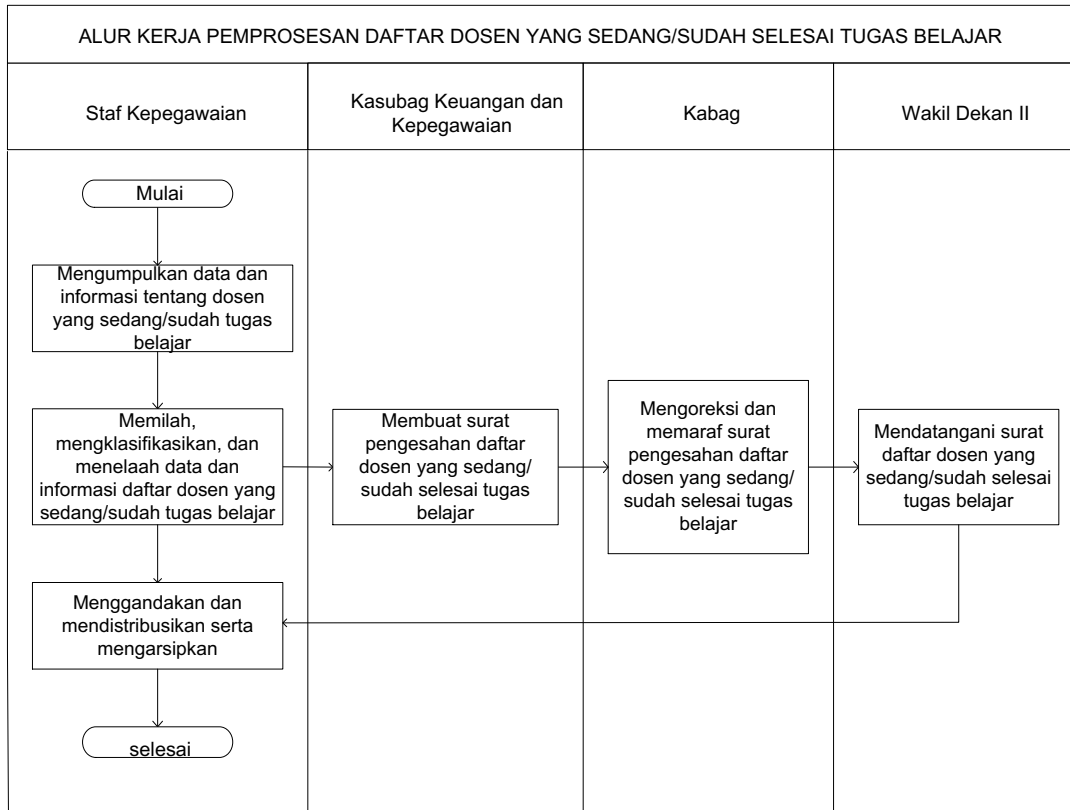 ALUR KERJA PEMPROSESAN DAFTAR DOSEN YANG SEDANG/SUDAH SELESAI TUGAS BELAJAR
Staf Kepegawaian
Kasubag Keuangan dan
Kepegawaian
Kabag
Wakil Dekan II
Mulai
Mengumpulkan data dan
informasi tentang dosen
yang sedang/sudah tugas
belajar
Memilah,
mengklasifikasikan, dan
menelaah data dan
informasi daftar dosen yang
sedang/sudah tugas belajar
Membuat surat
pengesahan daftar
dosen yang sedang/
sudah selesai tugas
belajar
Mengoreksi dan
memaraf surat
pengesahan daftar
dosen yang sedang/
sudah selesai tugas
belajar
Mendatangani surat
daftar dosen yang
sedang/sudah selesai
tugas belajar
Menggandakan dan
mendistribusikan serta
mengarsipkan
selesai